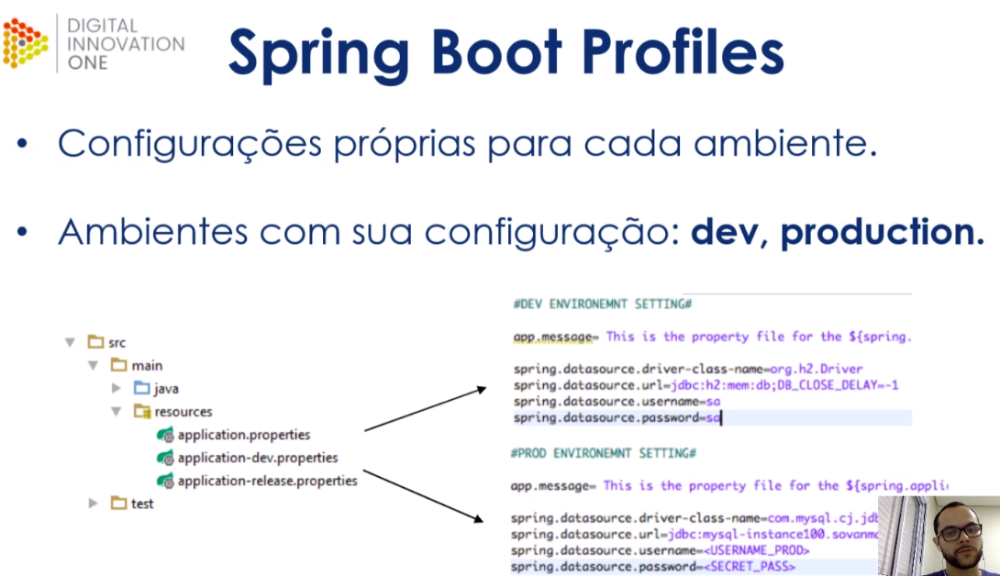 DIGITAL
INNOVATION
ONE
Spring Boot Profiles
• Configurações próprias para cada ambiente.
• Ambientes com sua configuração: dev, production.
src
main
java
resources
application.properties
application-dev.properties
application-release.properties
test
#DEV ENVIRONEMNT SETTING#
app.message= This is the property file for the ${spring.
spring.datasource.driver-class-name=org.h2.Driver
spring.datasource.url=jdbc:h2:mem:db;DB_CLOSE_DELAY=-1
spring.datasource.username=sa
spring.datasource.password=sa
#PROD ENVIRONEMNT SETTING#
app.message= This is the property file for the ${spring.appli
spring.datasource.driver-class-name=com.mysql.cj.jdb
spring.datasource.url=jdbc:mysql-instance100.sovanm
spring.datasource.username=<USERNAME_PROD>
spring.datasource.password=<SECRET_PASS>